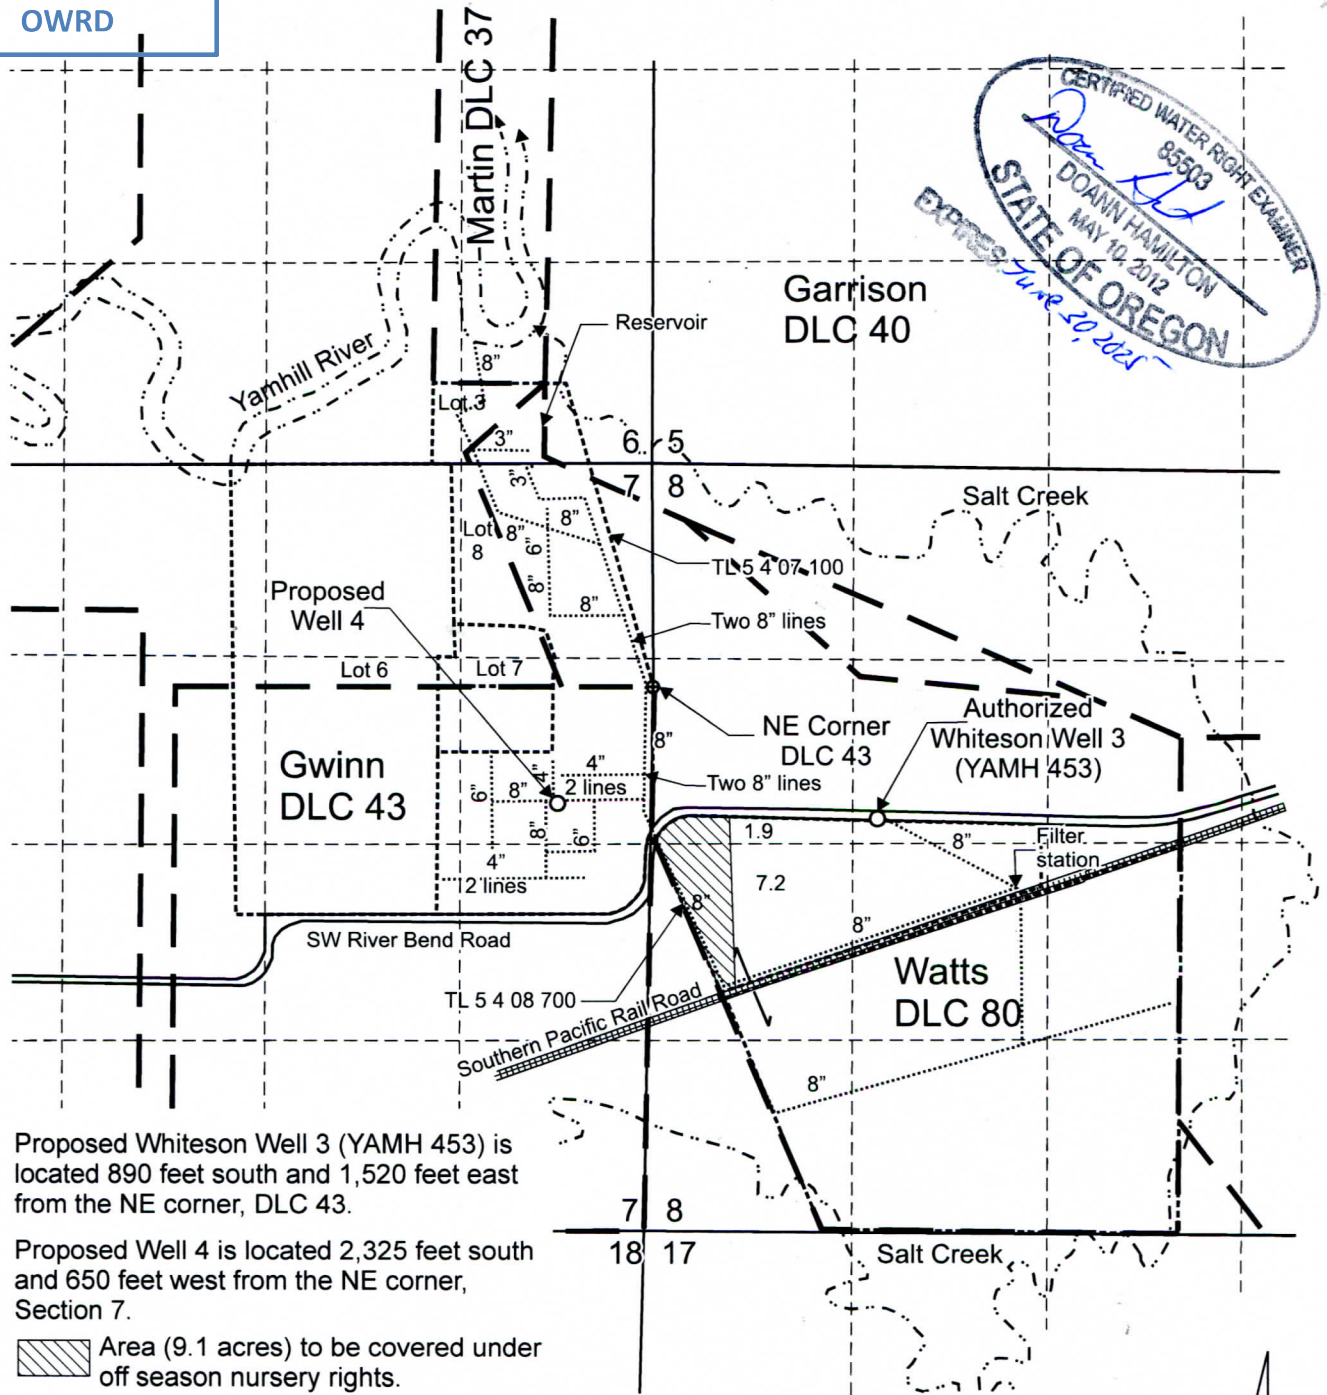 OWRD
Martin DLC 37
CERTIFIED WATER RIGHT EXAMINER
85503
DOANN HAMILTON
MAY 10, 2012
STATE OF OREGON
EXPIRES: June 30, 2025
Garrison
DLC 40
Reservoir
Yamhill River
8"
Lot 3
3"
6 5
3"
7 8
Salt Creek
8"
Lot
8
8"
6"
TL 5 4 07 100
8"
Proposed
Well 4
8"
Two 8" lines
Lot 6
Lot 7
NE Corner
DLC 43
Authorized
Whiteson Well 3
(YAMH 453)
8"
Gwinn
DLC 43
4"
4"
2 lines
Two 8" lines
6"
8"
8"
6"
1.9
8"
Filter
station
4"
2 lines
7.2
8"
8"
SW River Bend Road
Watts
DLC 80
TL 5 4 08 700
Southern Pacific Rail Road
8"
Proposed Whiteson Well 3 (YAMH 453) is
located 890 feet south and 1,520 feet east
from the NE corner, DLC 43.
7 8
18 17
Salt Creek
Proposed Well 4 is located 2,325 feet south
and 650 feet west from the NE corner,
Section 7.
Area (9.1 acres) to be covered under
off season nursery rights.